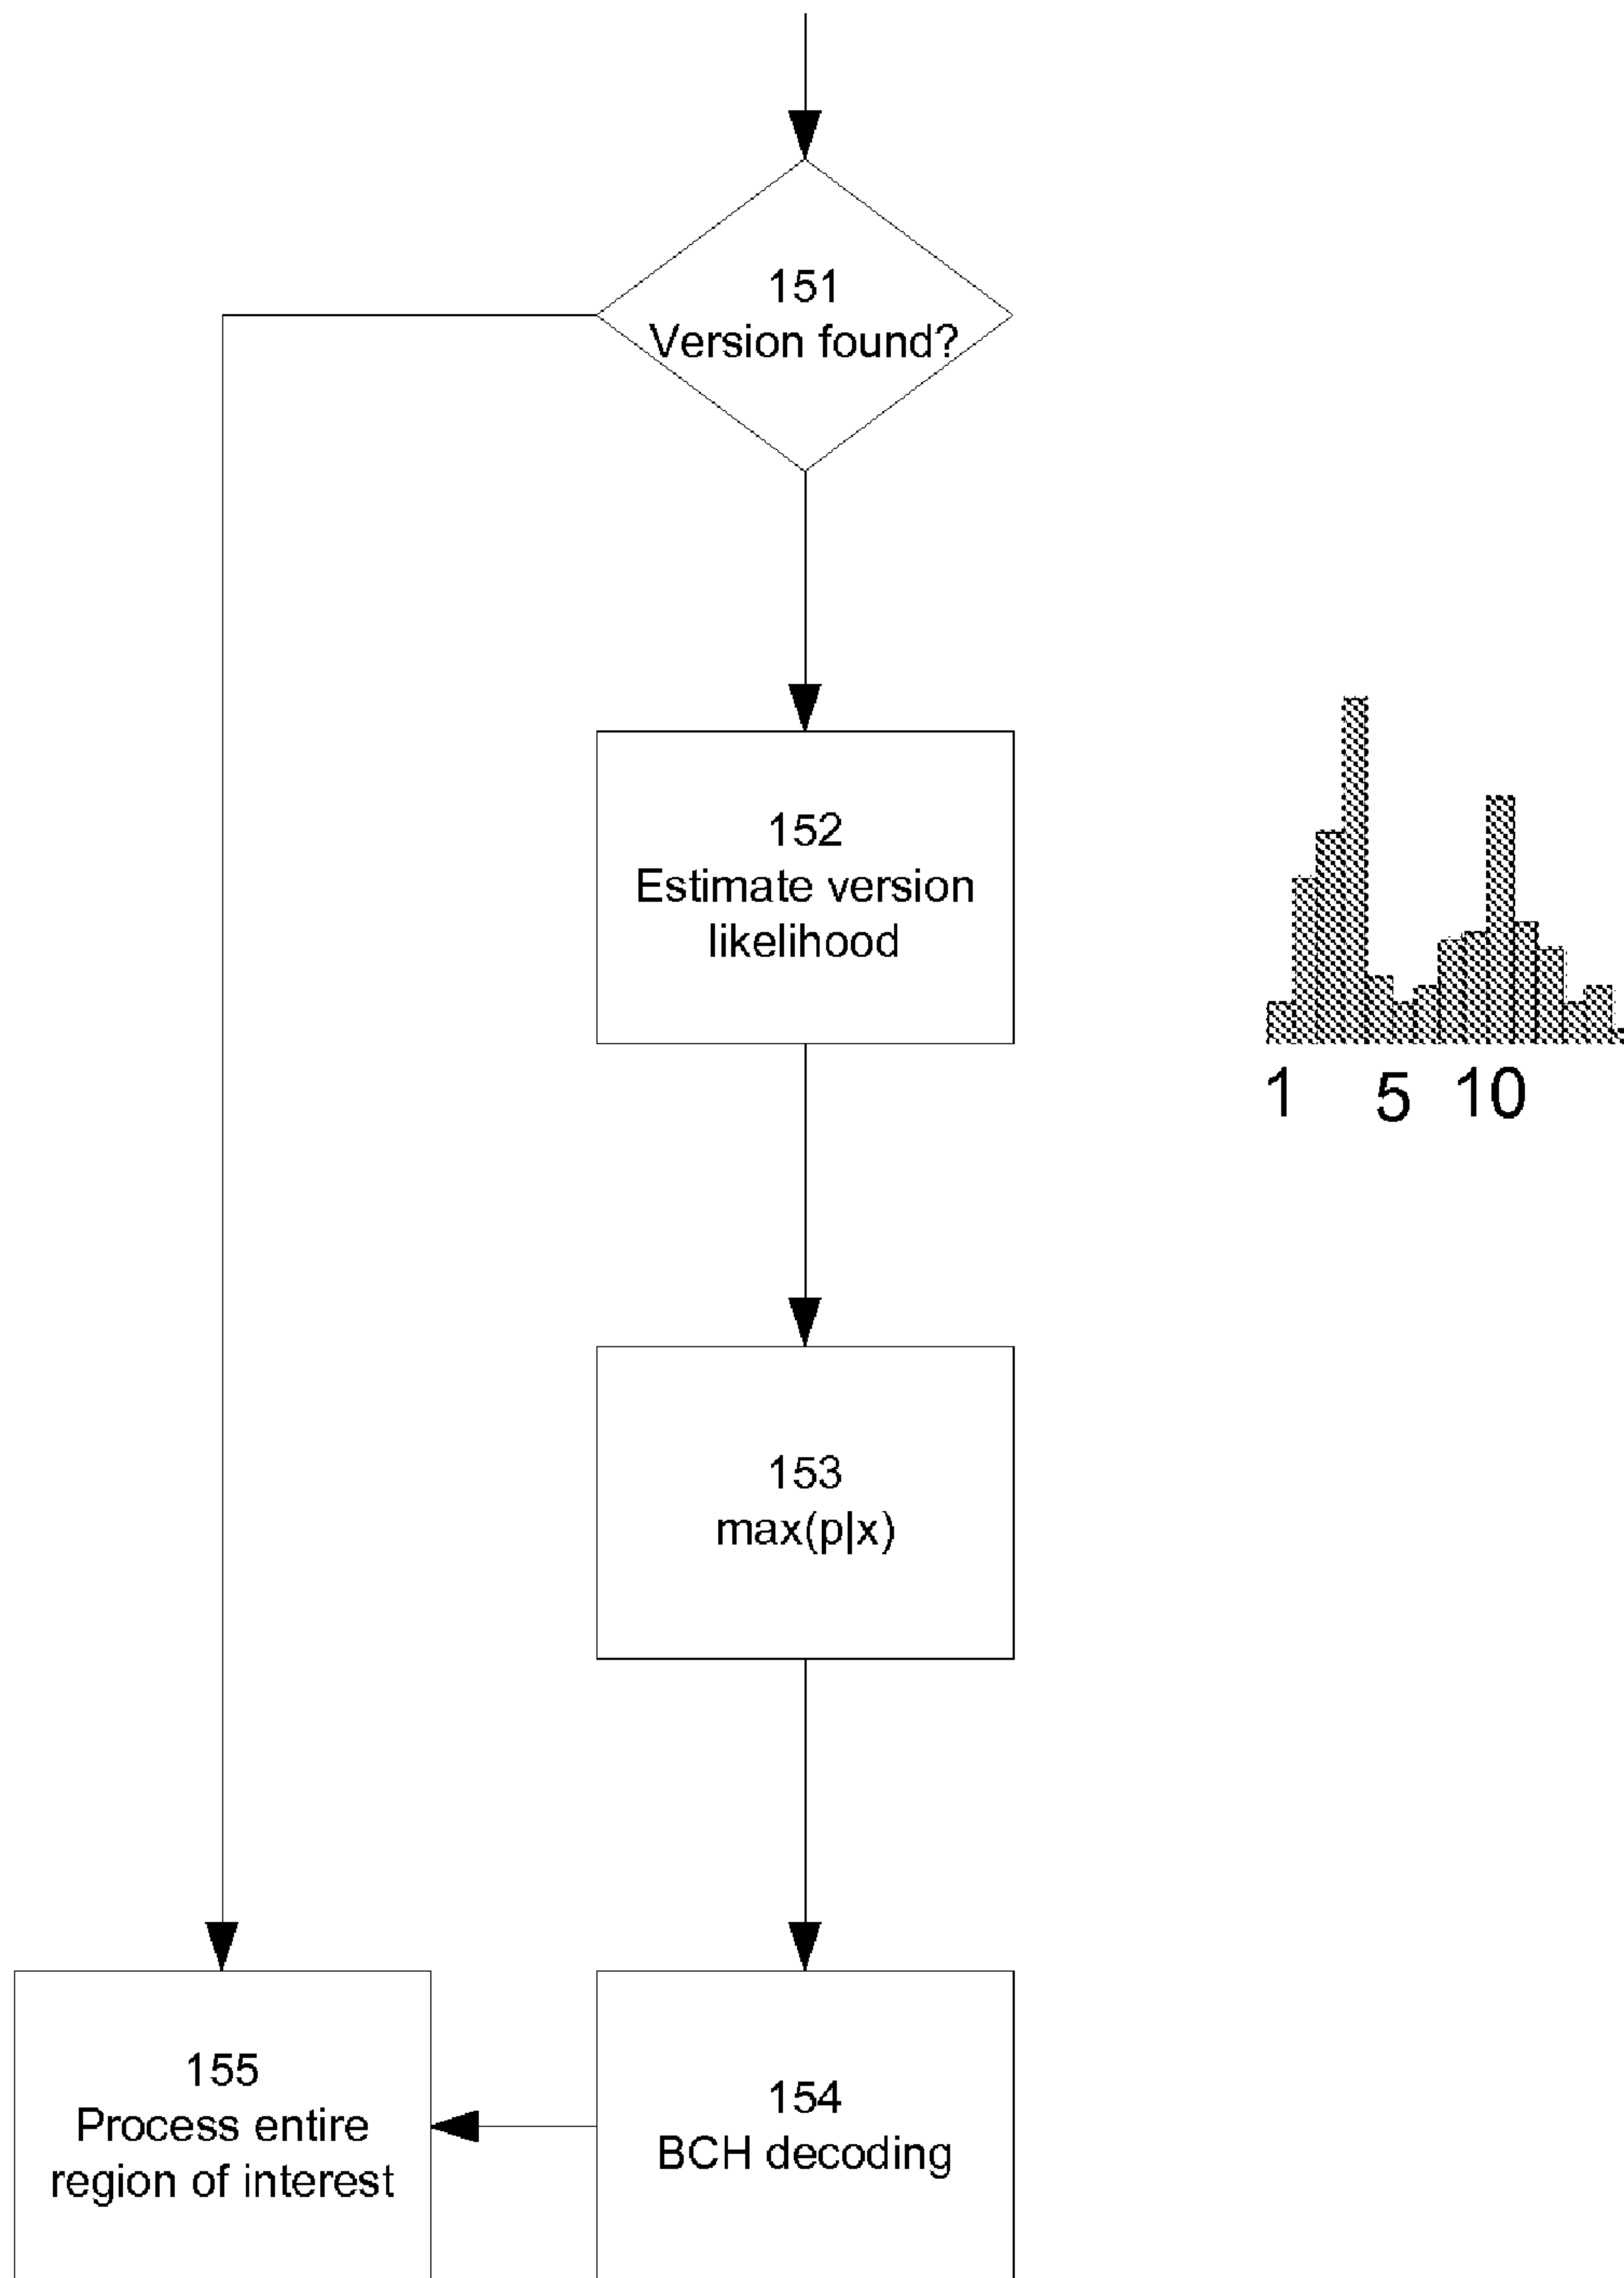 151
Version found?
152
Estimate version
likelihood
1 5 10
153
max(p|x)
155
Process entire
region of interest
154
BCH decoding